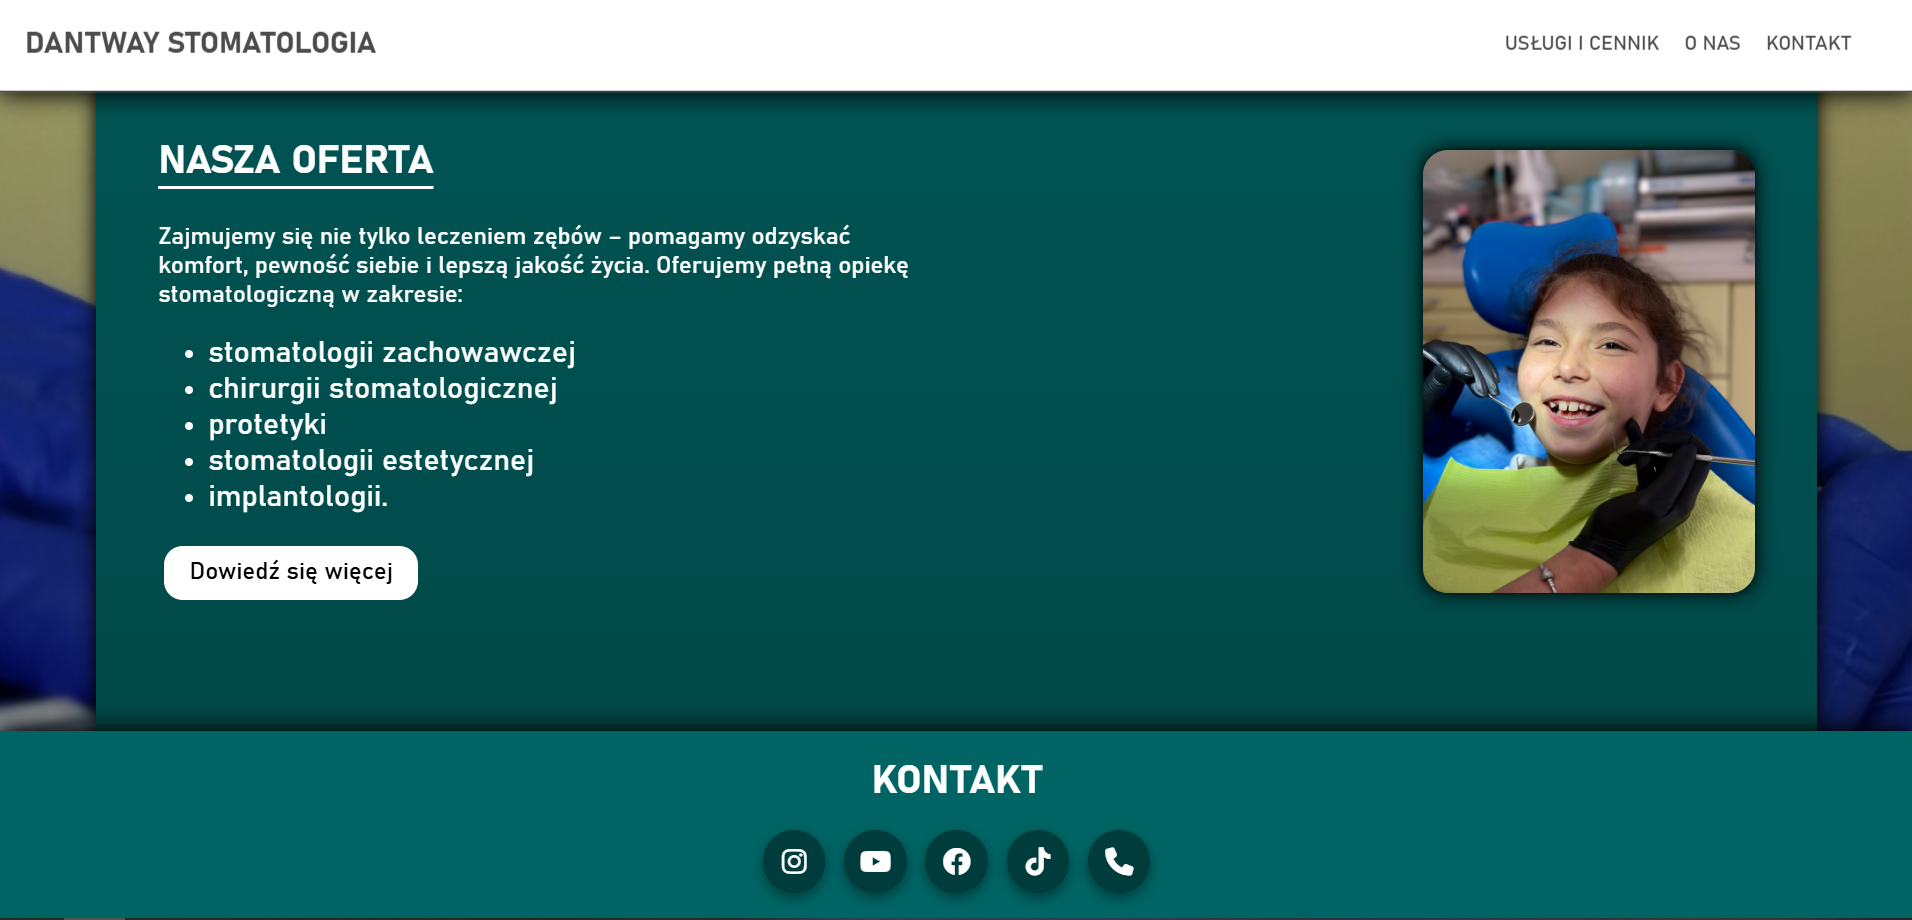 DANTWAY STOMATOLOGIA
USŁUGI I CENNIK O NAS KONTAKT
NASZA OFERTA
Zajmujemy się nie tylko leczeniem zębów – pomagamy odzyskać
komfort, pewność siebie i lepszą jakość życia. Oferujemy pełną opiekę
stomatologiczną w zakresie:
• stomatologii zachowawczej
• chirurgii stomatologicznej
• protetyki
• stomatologii estetycznej
• implantologii.
Dowiedź się więcej
KONTAKT